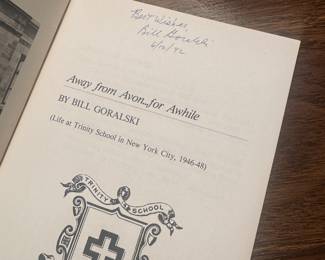 Best Wishes,
Bill Goralski
6/12/92
Away from Avon...for Awhile
BY BILL GORALSKI
(Life at Trinity School in New York City, 1946-48)
TRINITY SCHOOL